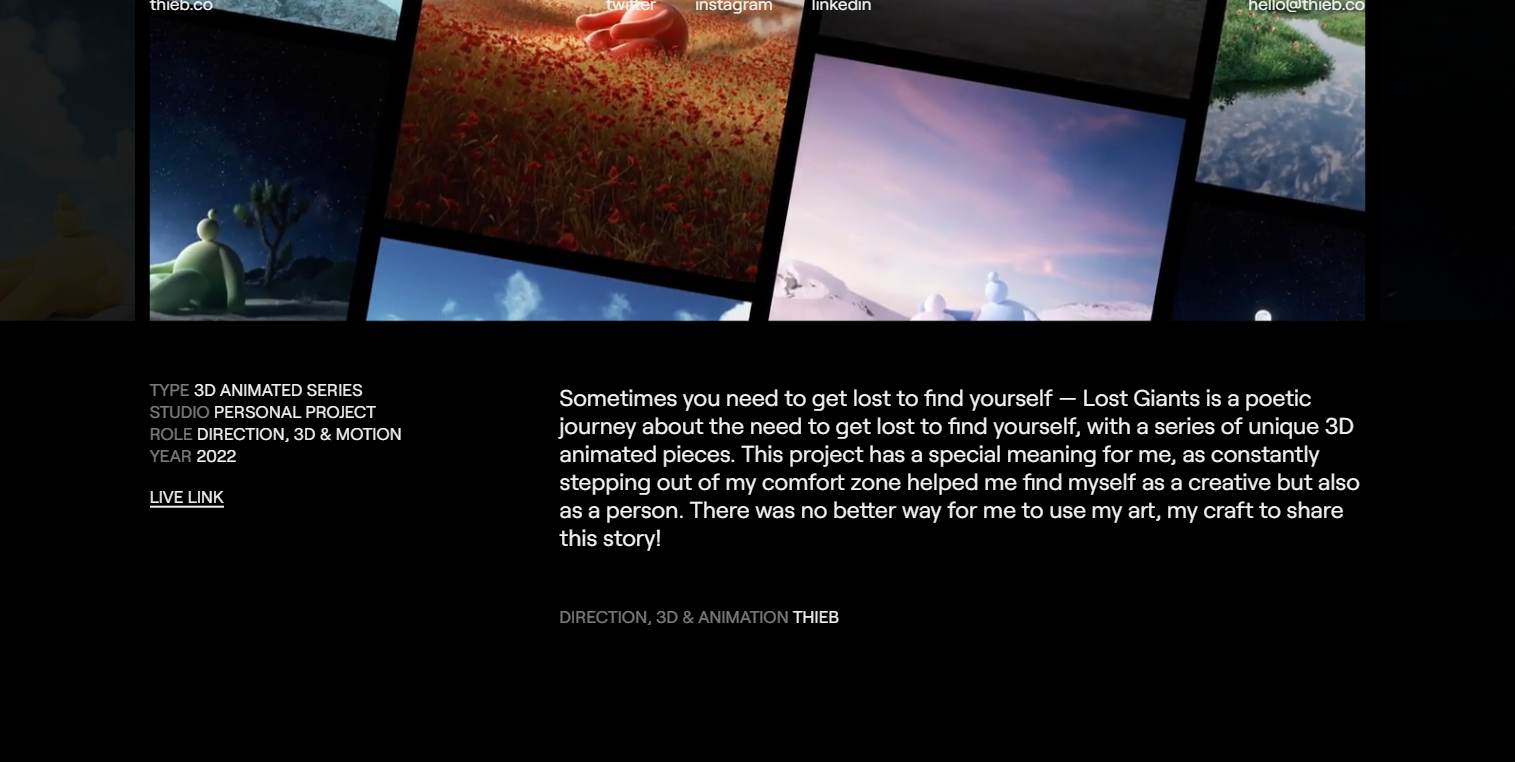 thieb.co
twitter
instagram
linkedin
hello@thieb.co
TYPE 3D ANIMATED SERIES
STUDIO PERSONAL PROJECT
ROLE DIRECTION, 3D & MOTION
YEAR 2022
LIVE LINK
Sometimes you need to get lost to find yourself — Lost Giants is a poetic
journey about the need to get lost to find yourself, with a series of unique 3D
animated pieces. This project has a special meaning for me, as constantly
stepping out of my comfort zone helped me find myself as a creative but also
as a person. There was no better way for me to use my art, my craft to share
this story!
DIRECTION, 3D & ANIMATION THIEB